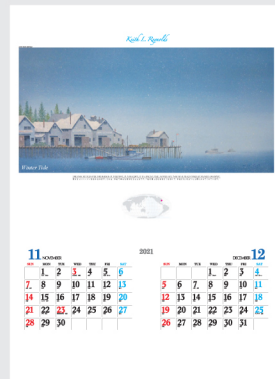 Keith L. Reynolds
Winter Tide
2021
11 NOVEMBER
SUN MON TUE WED THU FRI SAT
1 2 3 4 5 6
7 8 9 10 11 12 13
14 15 16 17 18 19 20
21 22 23 24 25 26 27
28 29 30
DECEMBER 12
SUN MON TUE WED THU FRI SAT
1 2 3 4
5 6 7 8 9 10 11
12 13 14 15 16 17 18
19 20 21 22 23 24 25
26 27 28 29 30 31